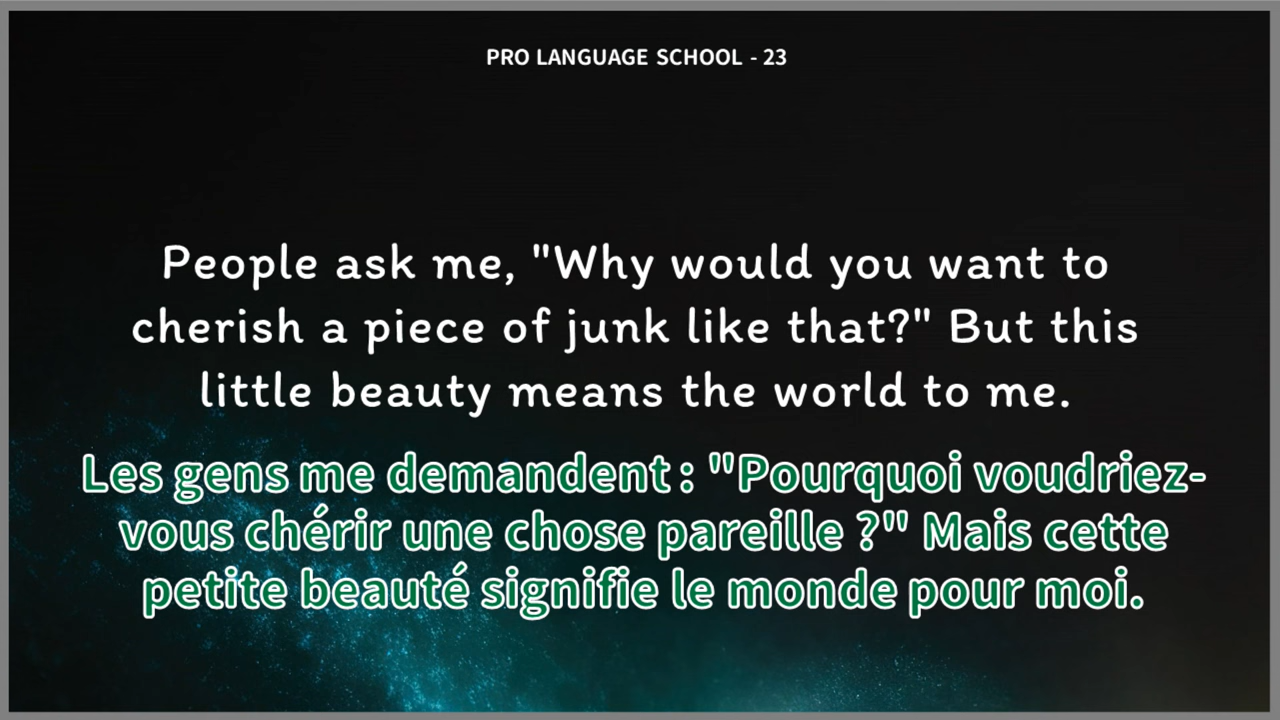 PRO LANGUAGE SCHOOL - 23
People ask me, "Why would you want to
cherish a piece of junk like that?" But this
little beauty means the world to me.
Les gens me demandent : "Pourquoi voudriez-
vous chérir une chose pareille ?" Mais cette
petite beauté signifie le monde pour moi.